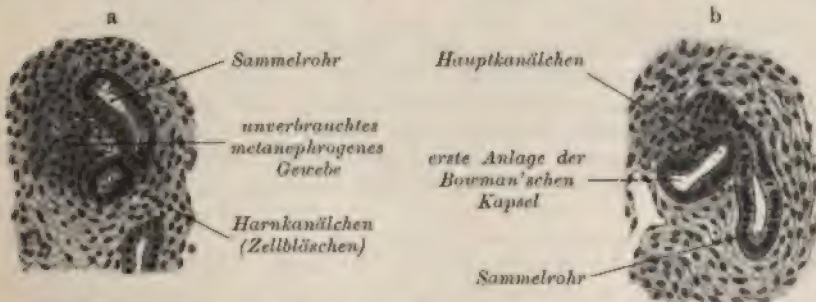 a
Sammelrohr
unverbrauchtes
metanephrogenes
Gewebe
Harnkanälchen
(Zellbläschen)
b
Hauptkanälchen
erste Anlage der
Bowman'schen
Kapsel
Sammelrohr